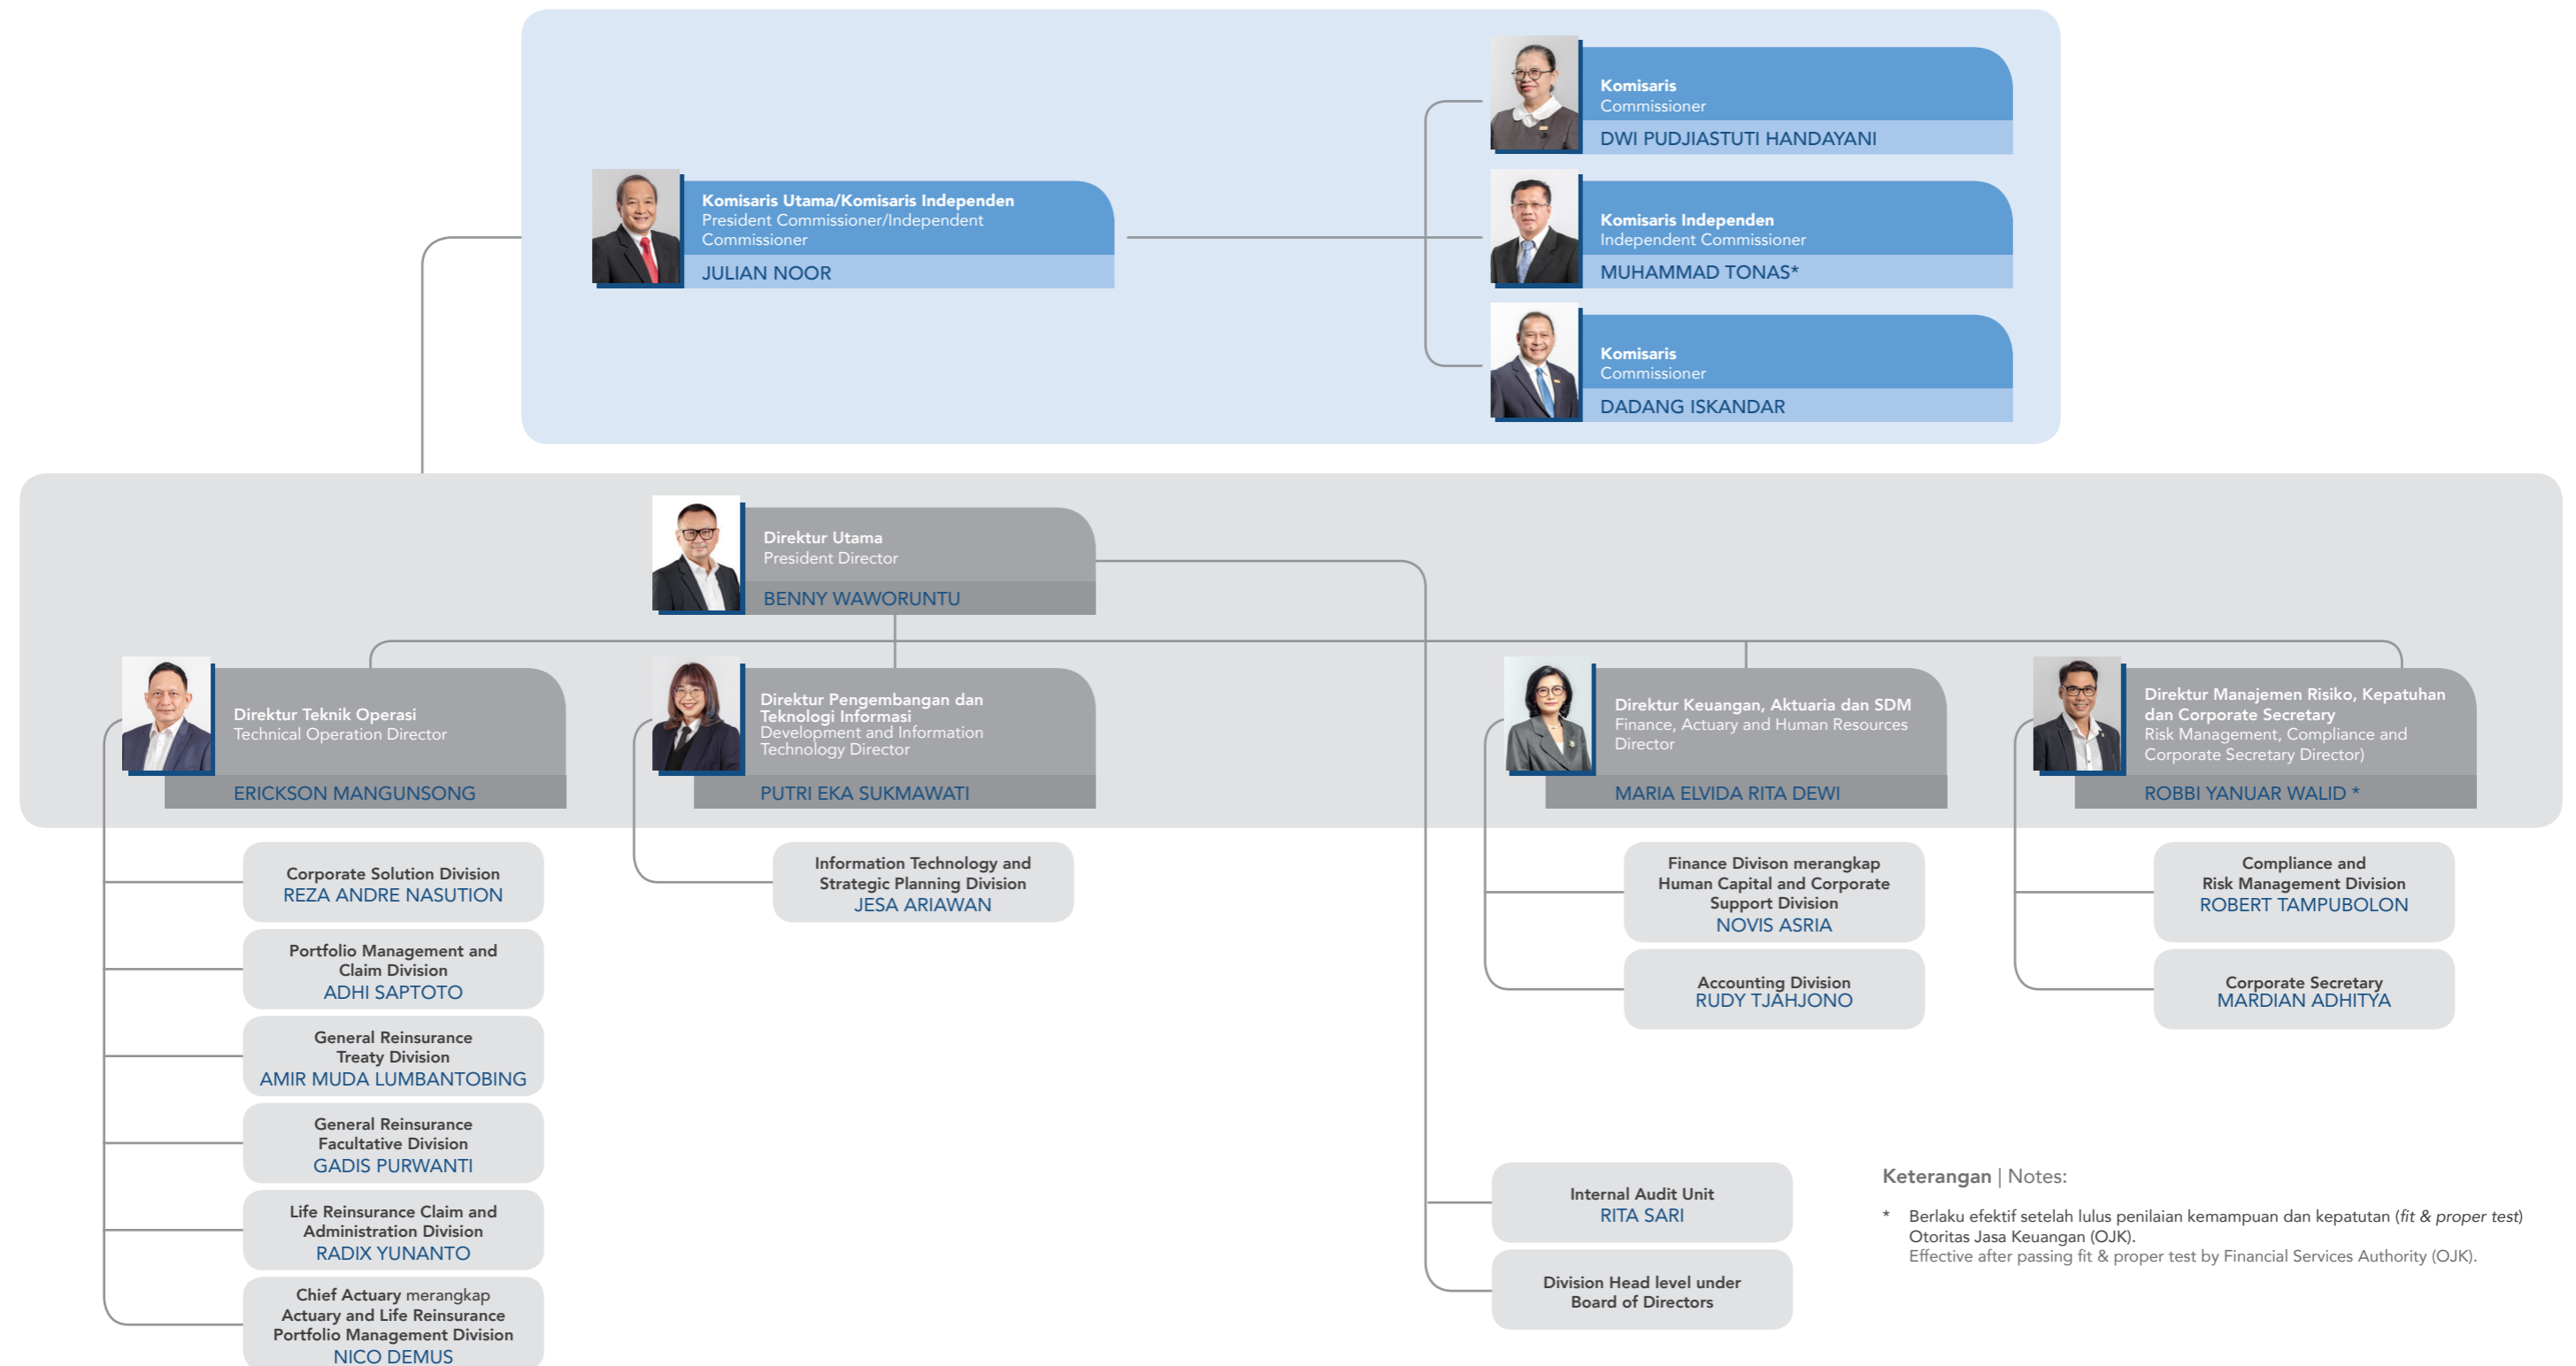 Komisaris
Commissioner
DWI PUDJIASTUTI HANDAYANI
Komisaris Utama/Komisaris Independen
President Commissioner/Independent
Commissioner
JULIAN NOOR
Komisaris Independen
Independent Commissioner
MUHAMMAD TONAS*
Komisaris
Commissioner
DADANG ISKANDAR
Direktur Utama
President Director
BENNY WAWORUNTU
Direktur Teknik Operasi
Technical Operation Director
ERICKSON MANGUNSONG
Direktur Pengembangan dan
Teknologi Informasi
Development and Information
Technology Director
PUTRI EKA SUKMAWATI
Direktur Keuangan, Aktuaria dan SDM
Finance, Actuary and Human Resources
Director
MARIA ELVIDA RITA DEWI
Direktur Manajemen Risiko, Kepatuhan
dan Corporate Secretary
Risk Management, Compliance and
Corporate Secretary Director)
ROBBI YANUAR WALID *
Corporate Solution Division
REZA ANDRE NASUTION
Portfolio Management and
Claim Division
ADHI SAPTOTO
General Reinsurance
Treaty Division
AMIR MUDA LUMBANTOBING
General Reinsurance
Facultative Division
GADIS PURWANTI
Life Reinsurance Claim and
Administration Division
RADIX YUNANTO
Chief Actuary merangkap
Actuary and Life Reinsurance
Portfolio Management Division
NICO DEMUS
Information Technology and
Strategic Planning Division
JESA ARIAWAN
Finance Divison merangkap
Human Capital and Corporate
Support Division
NOVIS ASRIA
Accounting Division
RUDY TJAHJONO
Compliance and
Risk Management Division
ROBERT TAMPUBOLON
Corporate Secretary
MARDIAN ADHITYA
Internal Audit Unit
RITA SARI
Division Head level under
Board of Directors
Keterangan | Notes:
* Berlaku efektif setelah lulus penilaian kemampuan dan kepatutan (fit & proper test)
Otoritas Jasa Keuangan (OJK).
Effective after passing fit & proper test by Financial Services Authority (OJK).